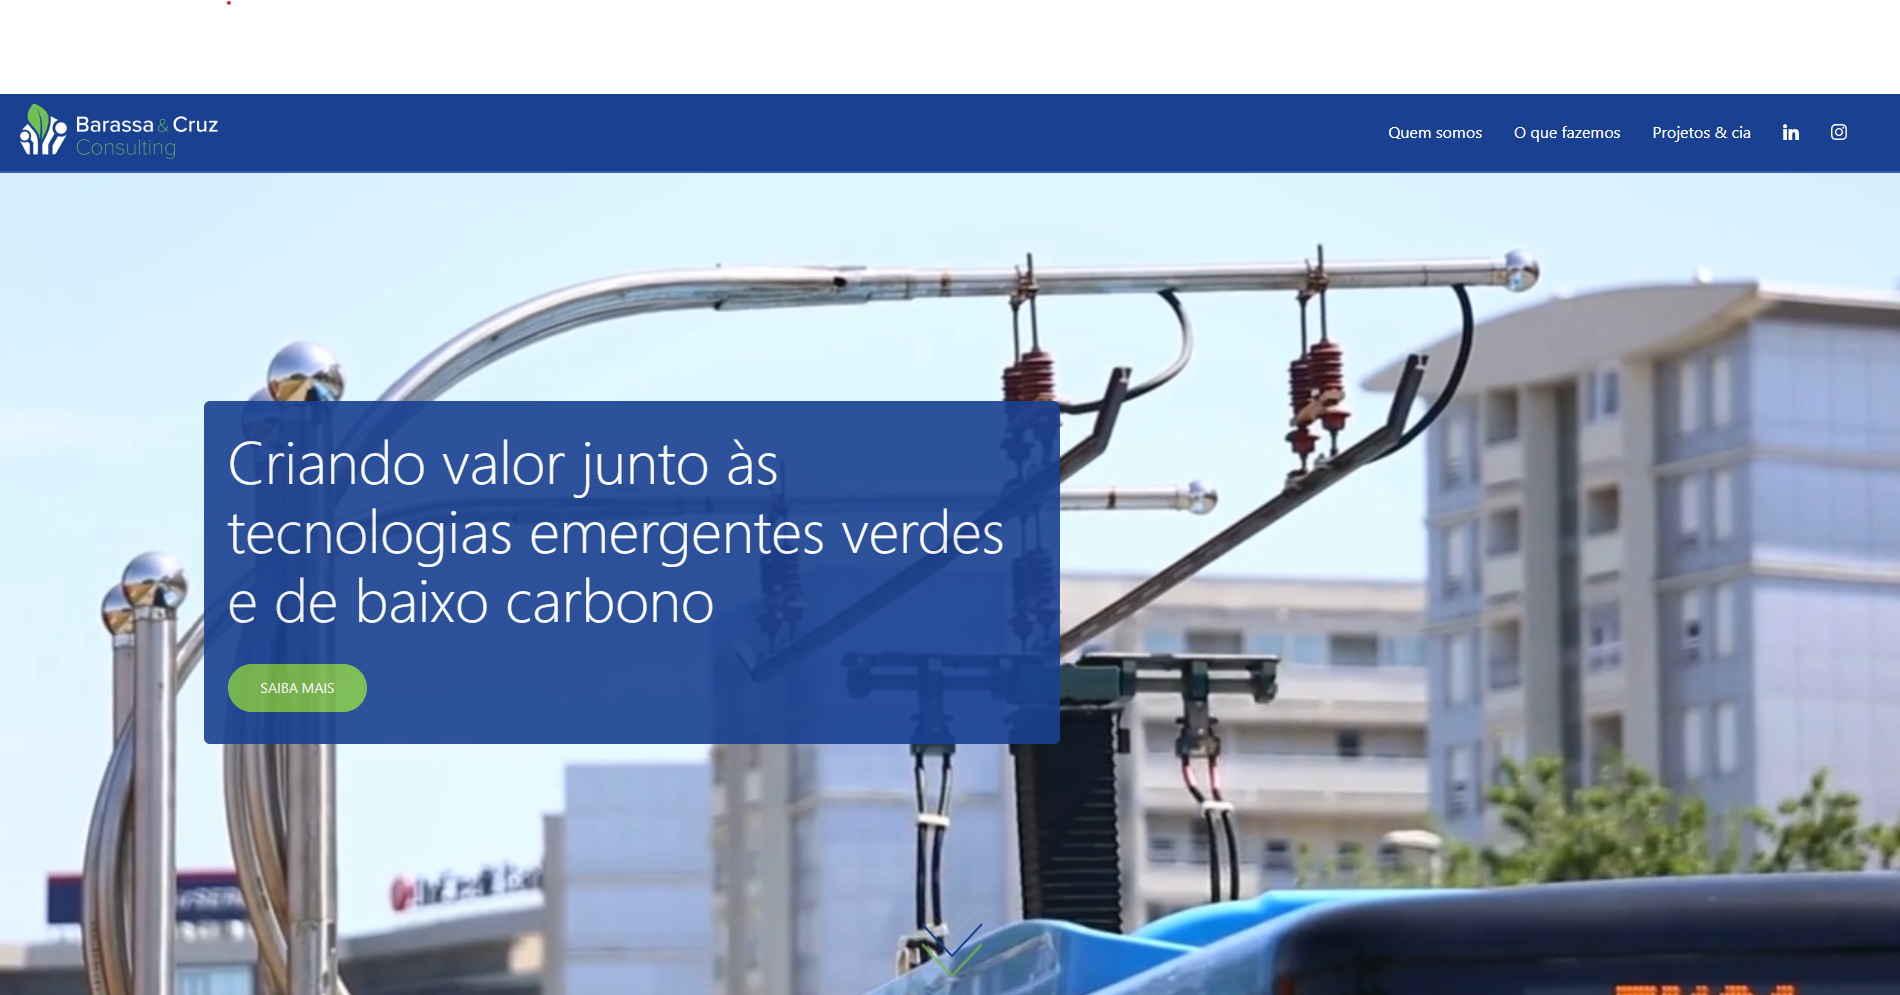 Barassa & Cruz
Consulting
Quem somos
O que fazemos
Projetos & cia
in
Criando valor junto às
tecnologias emergentes verdes
e de baixo carbono
SAIBA MAIS